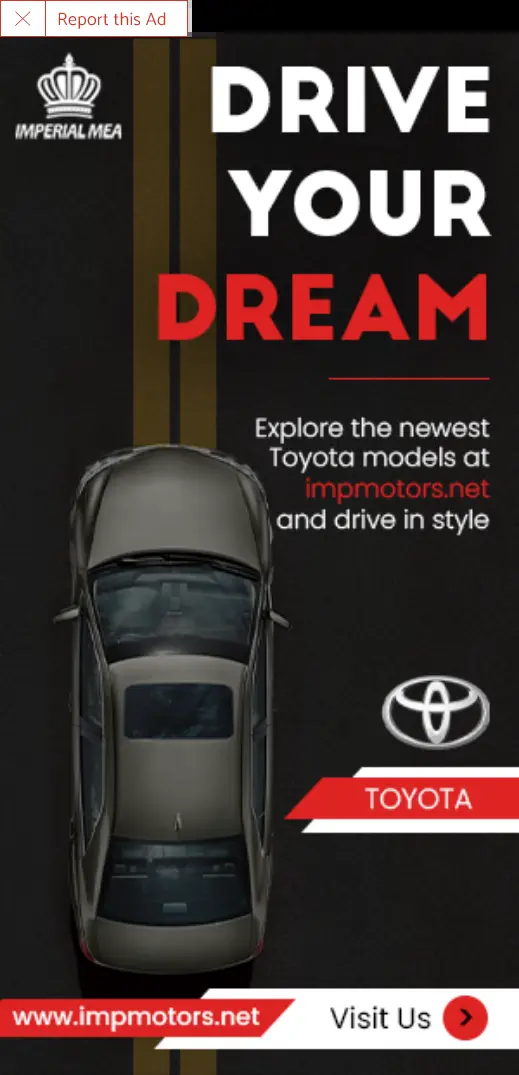 Report this Ad
IMPERIAL MEA
DRIVE
YOUR
DREAM
Explore the newest
Toyota models at
impmotors.net
and drive in style
TOYOTA
www.impmotors.net
Visit Us